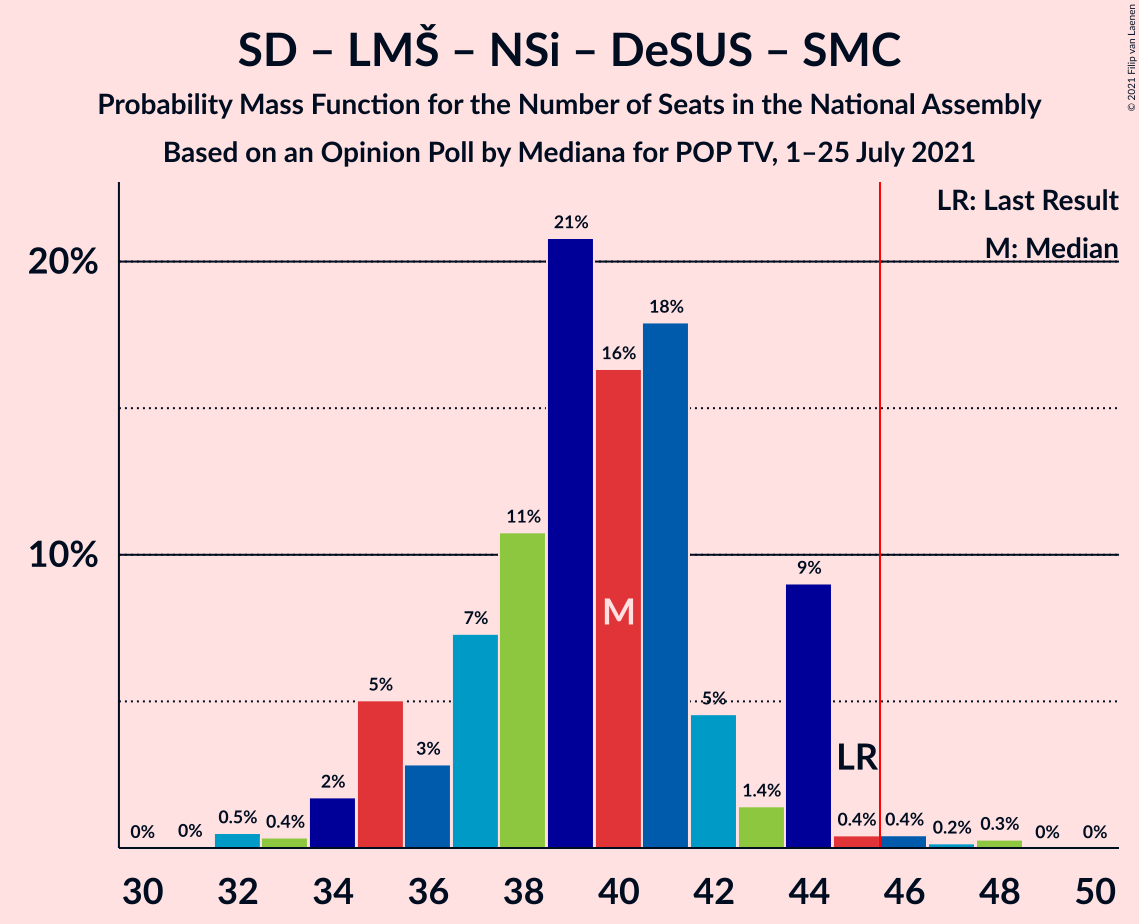 SD – LMŠ – NSi – DeSUS – SMC
Probability Mass Function for the Number of Seats in the National Assembly
Based on an Opinion Poll by Mediana for POP TV, 1–25 July 2021
© 2021 Filip van Laenen
LR: Last Result
M: Median
20%
10%
0%
0%
0.5%
0.4%
2%
5%
3%
7%
11%
21%
16%
18%
5%
1.4%
9%
0.4%
0.4%
0.2%
0.3%
0%
0%
M
LR
30 32 34 36 38 40 42 44 46 48 50